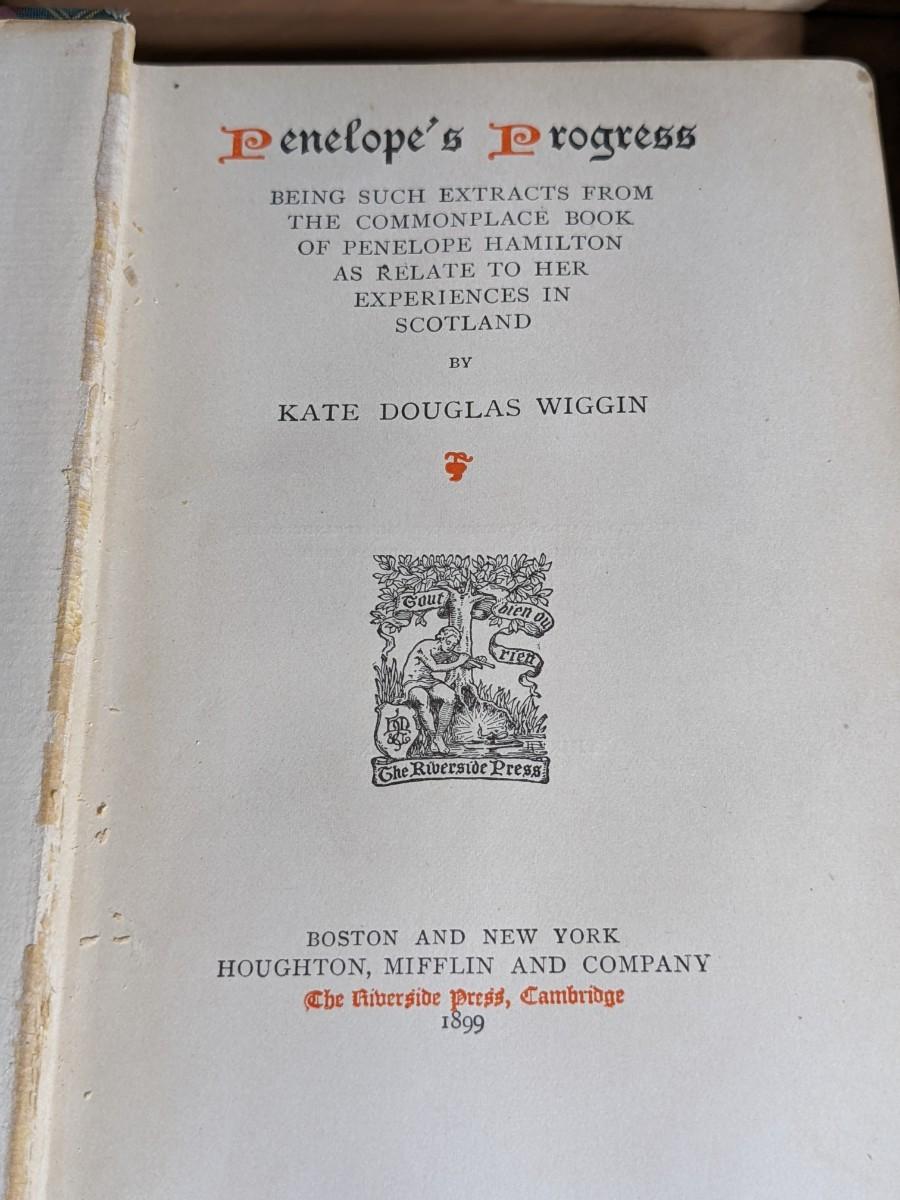 Penelope's Progress
BEING SUCH EXTRACTS FROM
THE COMMONPLACE BOOK
OF PENELOPE HAMILTON
AS RELATE TO HER
EXPERIENCES IN
SCOTLAND
BY
KATE DOUGLAS WIGGIN
Tout bien ou
rien
The Riverside Press
BOSTON AND NEW YORK
HOUGHTON, MIFFLIN AND COMPANY
The Riverside Press, Cambridge
1899